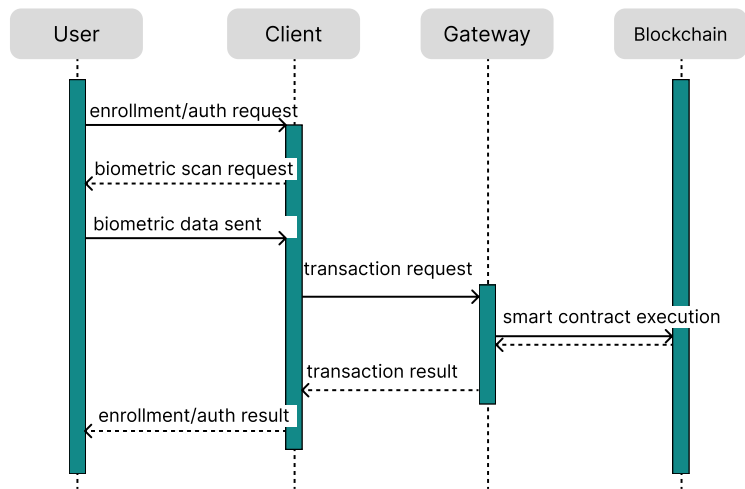 User
Client
Gateway
Blockchain
enrollment/auth request
biometric scan request
biometric data sent
transaction request
smart contract execution
transaction result
enrollment/auth result